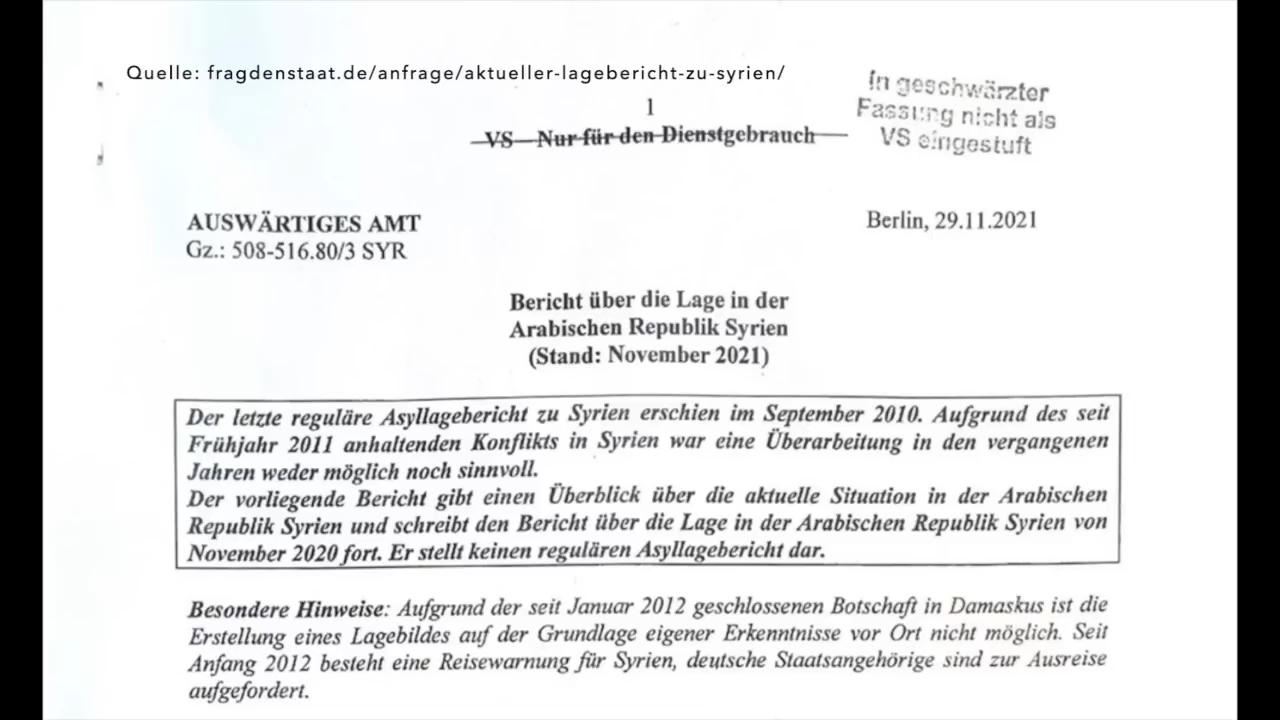 Quelle: fragdenstaat.de/anfrage/aktueller-lagebericht-zu-syrien/
1
VS – Nur für den Dienstgebrauch
In geschwärzter
Fassung nicht als
VS eingestuft
AUSWÄRTIGES AMT
Gz.: 508-516.80/3 SYR
Berlin, 29.11.2021
Bericht über die Lage in der
Arabischen Republik Syrien
(Stand: November 2021)
Der letzte reguläre Asyllagebericht zu Syrien erschien im September 2010. Aufgrund des seit
Frühjahr 2011 anhaltenden Konflikts in Syrien war eine Überarbeitung in den vergangenen
Jahren weder möglich noch sinnvoll.
Der vorliegende Bericht gibt einen Überblick über die aktuelle Situation in der Arabischen
Republik Syrien und schreibt den Bericht über die Lage in der Arabischen Republik Syrien von
November 2020 fort. Er stellt keinen regulären Asyllagebericht dar.
Besondere Hinweise: Aufgrund der seit Januar 2012 geschlossenen Botschaft in Damaskus ist die
Erstellung eines Lagebildes auf der Grundlage eigener Erkenntnisse vor Ort nicht möglich. Seit
Anfang 2012 besteht eine Reisewarnung für Syrien, deutsche Staatsangehörige sind zur Ausreise
aufgefordert.